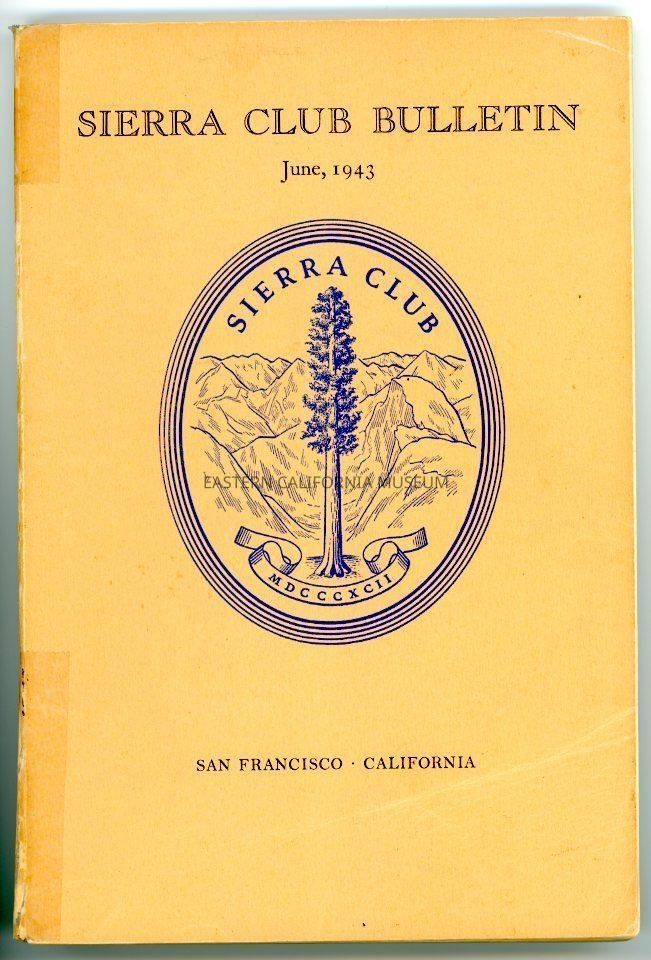 SIERRA CLUB BULLETIN
June, 1943
SIERRA CLUB
EASTERN CALIFORNIA MUSEUM
MDCCCXCII
SAN FRANCISCO · CALIFORNIA